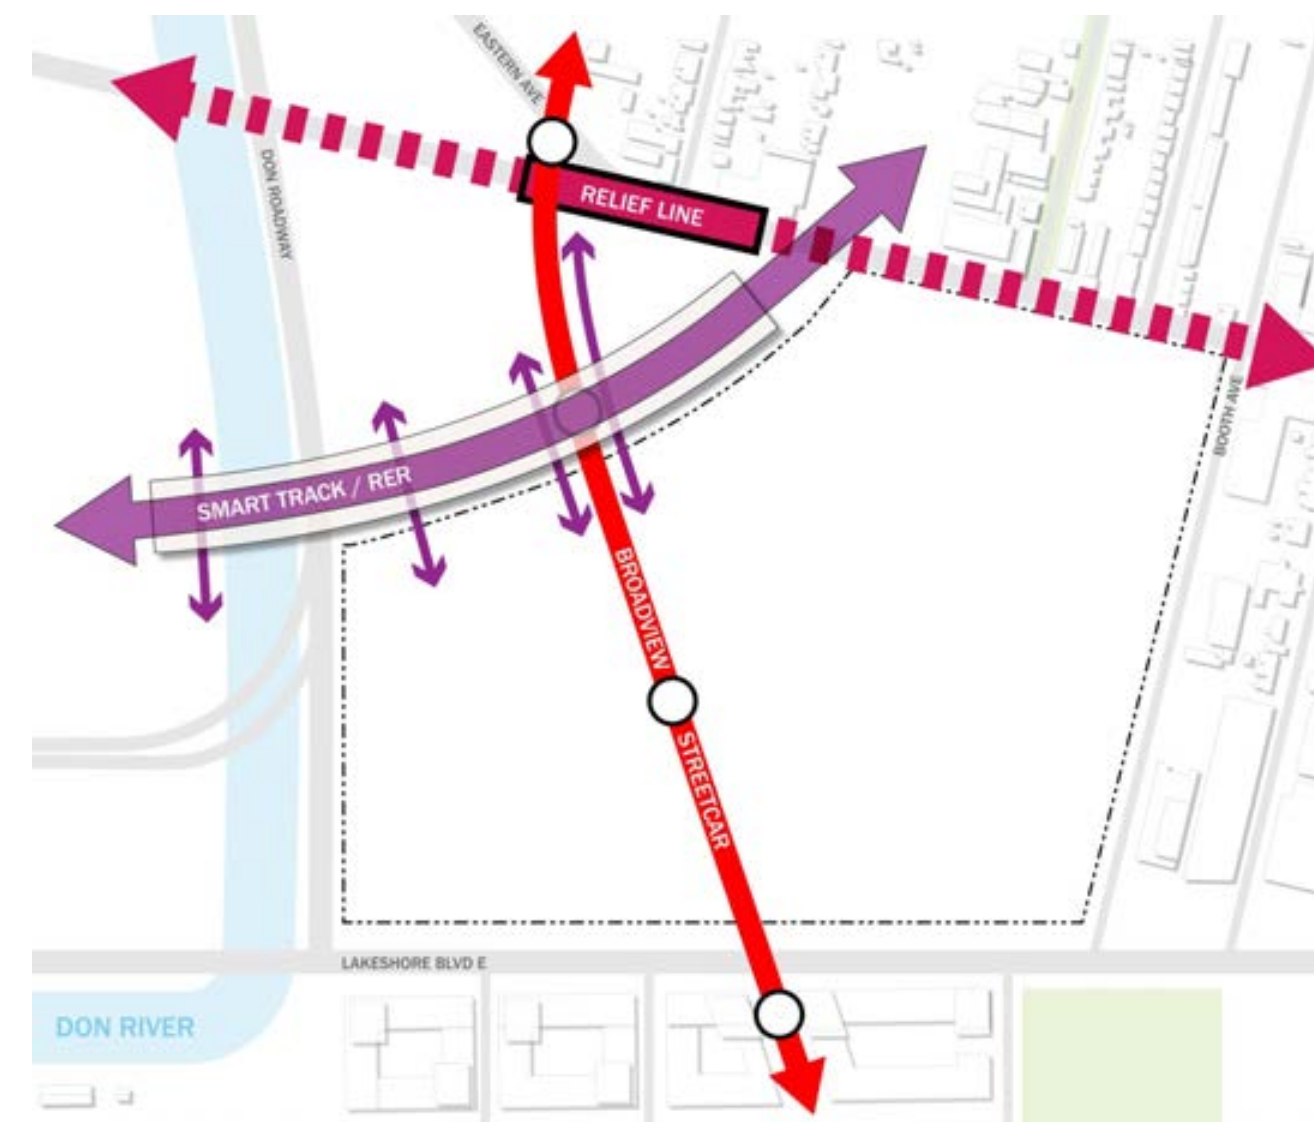 EASTERN AVE
DON ROADWAY
RELIEF LINE
BOOTH AVE
SMART TRACK / RER
BROADVIEW
STREETCAR
LAKESHORE BLVD E
DON RIVER